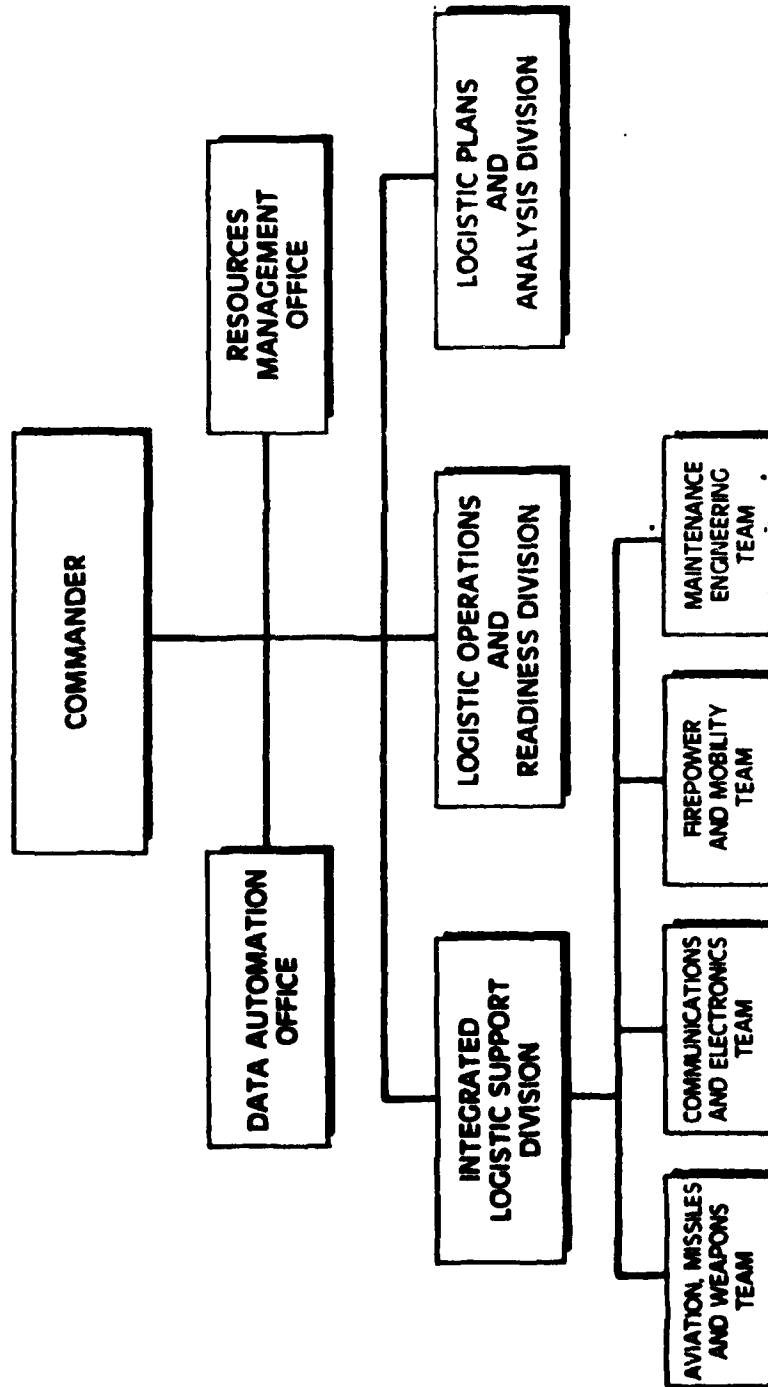 COMMANDER
DATA AUTOMATION
OFFICE
RESOURCES
MANAGEMENT
OFFICE
INTEGRATED
LOGISTIC SUPPORT
DIVISION
LOGISTIC OPERATIONS
AND
READINESS DIVISION
LOGISTIC PLANS
AND
ANALYSIS DIVISION
AVIATION, MISSILES
AND WEAPONS
TEAM
COMMUNICATIONS
AND ELECTRONICS
TEAM
FIREPOWER
AND MOBILITY
TEAM
MAINTENANCE
ENGINEERING
TEAM